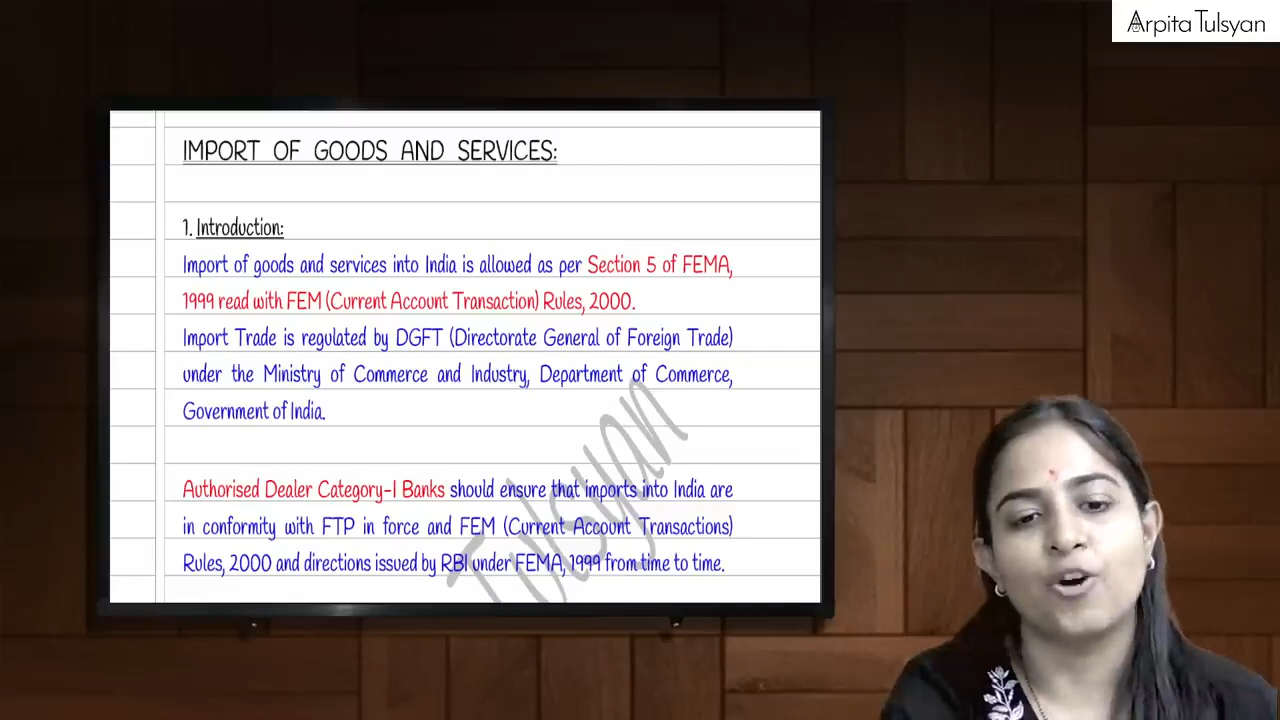 Arpita Tulsyan
IMPORT OF GOODS AND SERVICES:
1. Introduction:
Import of goods and services into India is allowed as per Section 5 of FEMA,
1999 read with FEM (Current Account Transaction) Rules, 2000.
Import Trade is regulated by DGFT (Directorate General of Foreign Trade)
under the Ministry of Commerce and Industry, Department of Commerce,
Government of India.
Authorised Dealer Category-I Banks should ensure that imports into India are
in conformity with FTP in force and FEM (Current Account Transactions)
Rules, 2000 and directions issued by RBI under FEMA, 1999 from time to time.
Tulsyan